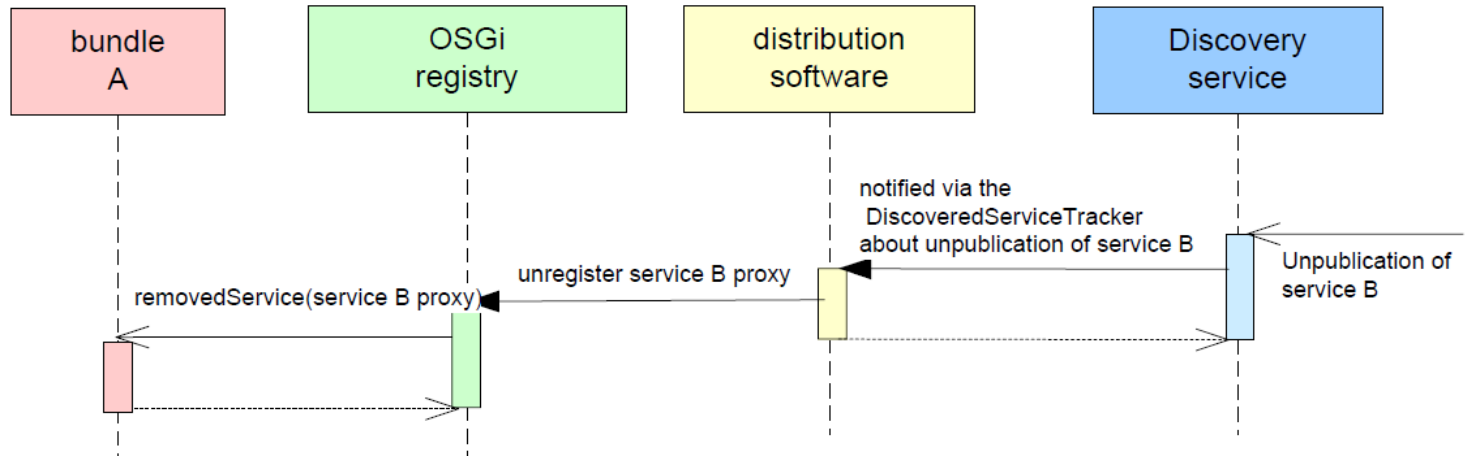 bundle
A
OSGi
registry
distribution
software
Discovery
service
notified via the
DiscoveredServiceTracker
about unpublication of service B
Unpublication of
service B
unregister service B proxy
removedService(service B proxy)